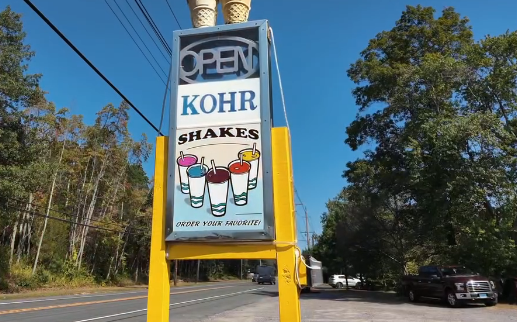 OPEN
KOHR
SHAKES
ORDER YOUR FAVORITE!